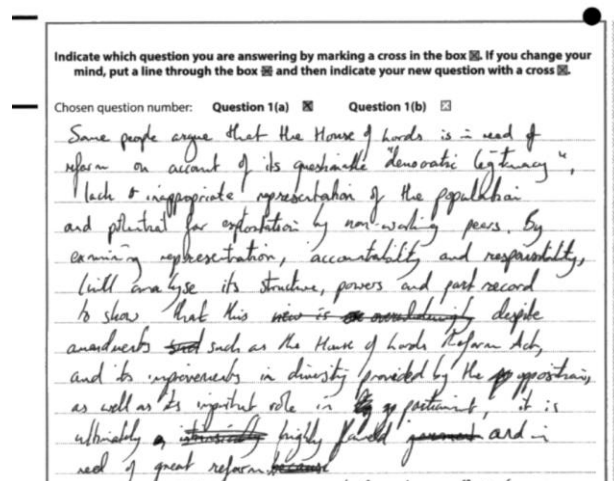 Indicate which question you are answering by marking a cross in the box ☒. If you change your
mind, put a line through the box and then indicate your new question with a cross ☒.
Chosen question number: Question 1(a) ☒ Question 1(b) ☒
Some people argue that the House of Lords is in need of
reform on account of its questionable "democratic legitimacy",
lack & inappropriate representation of the population
and potential for exploitation by non-working peers. By
examining representation, accountability and responsibility,
I will analyse its structure, powers and past record
to show that this view is despite
amendments such as the House of Lords Reform Act,
and its improvements in diversity provided by the opposition,
as well as its important role in it is
ultimately highly flawed and in
need of great reform because